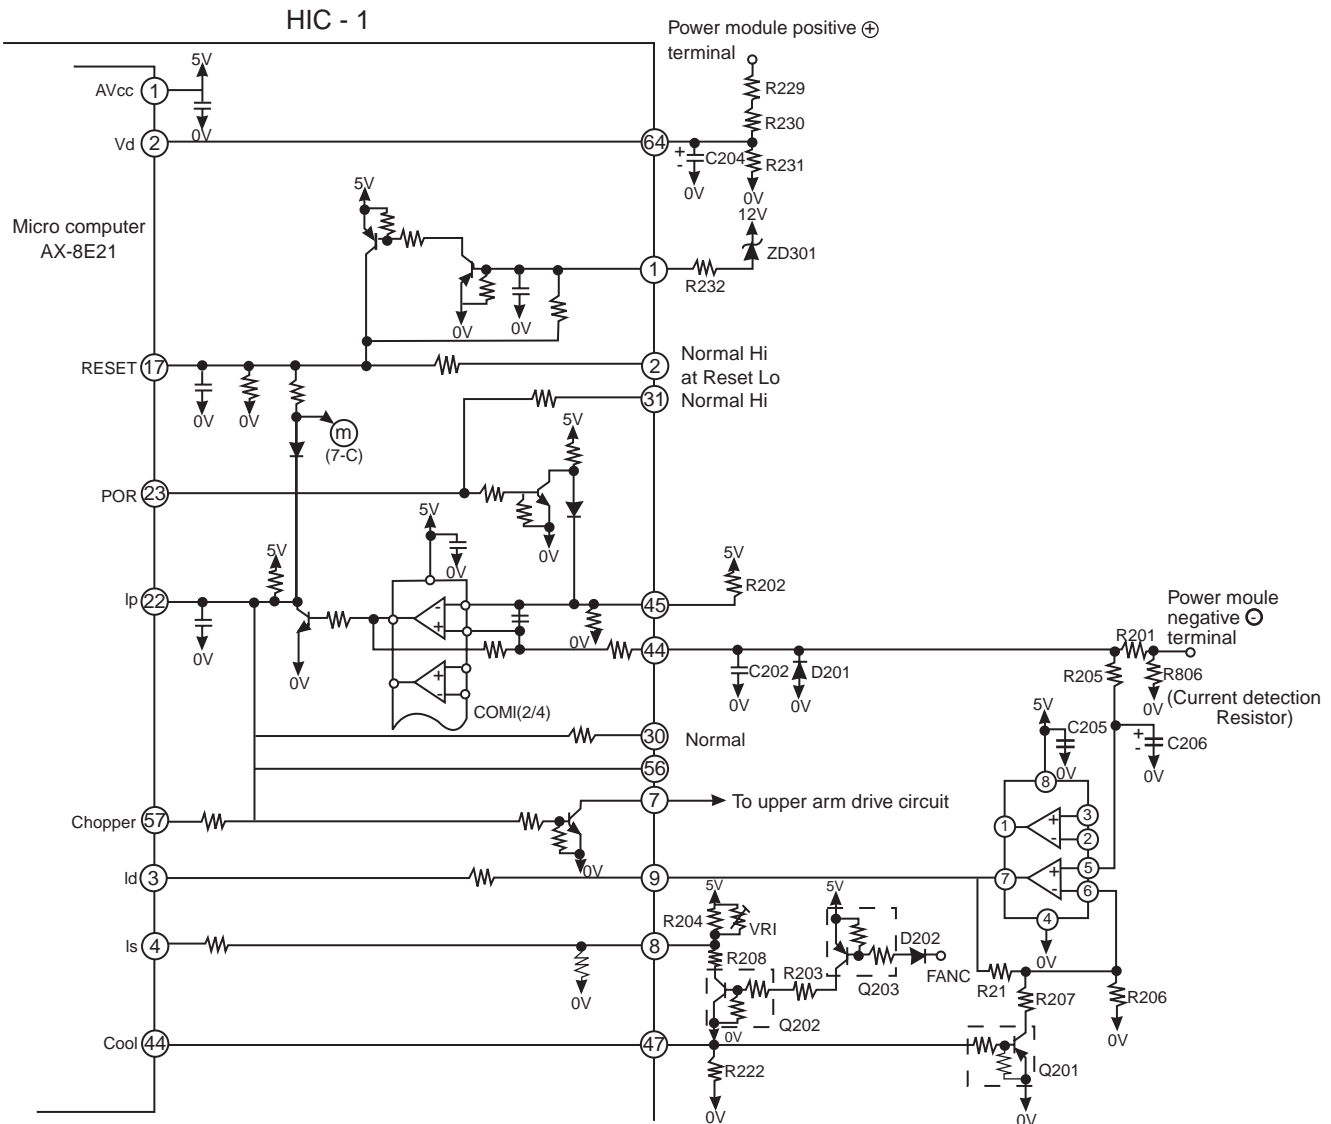 HIC - 1
Power module positive ⊕
terminal
5V
AVcc 1
0V
R229
R230
Vd 2
64
+
-
C204
R231
0V
0V
12V
5V
Micro computer
AX-8E21
ZD301
1
R232
0V
0V
RESET 17
2
Normal Hi
at Reset Lo
31
Normal Hi
0V
0V
m
(7-C)
5V
POR 23
5V
0V
0V
5V
5V
R202
Ip 22
-
+
45
0V
Power moule
negative ⊖
terminal
0V
0V
44
R201
+
-
C202
D201
R205
R806
0V
0V
0V
(Current detection
Resistor)
COMI(2/4)
5V
C205
30
Normal
+
-
C206
0V
0V
56
8
7
To upper arm drive circuit
Chopper 57
1
+
-
3
2
0V
Id 3
9
7
+
-
5
6
5V
5V
R204
VRI
4
Is 4
8
0V
D202
R208
FANC
0V
R203
Q203
R21
R207
R206
Q202
0V
0V
Cool 44
47
R222
Q201
0V
0V